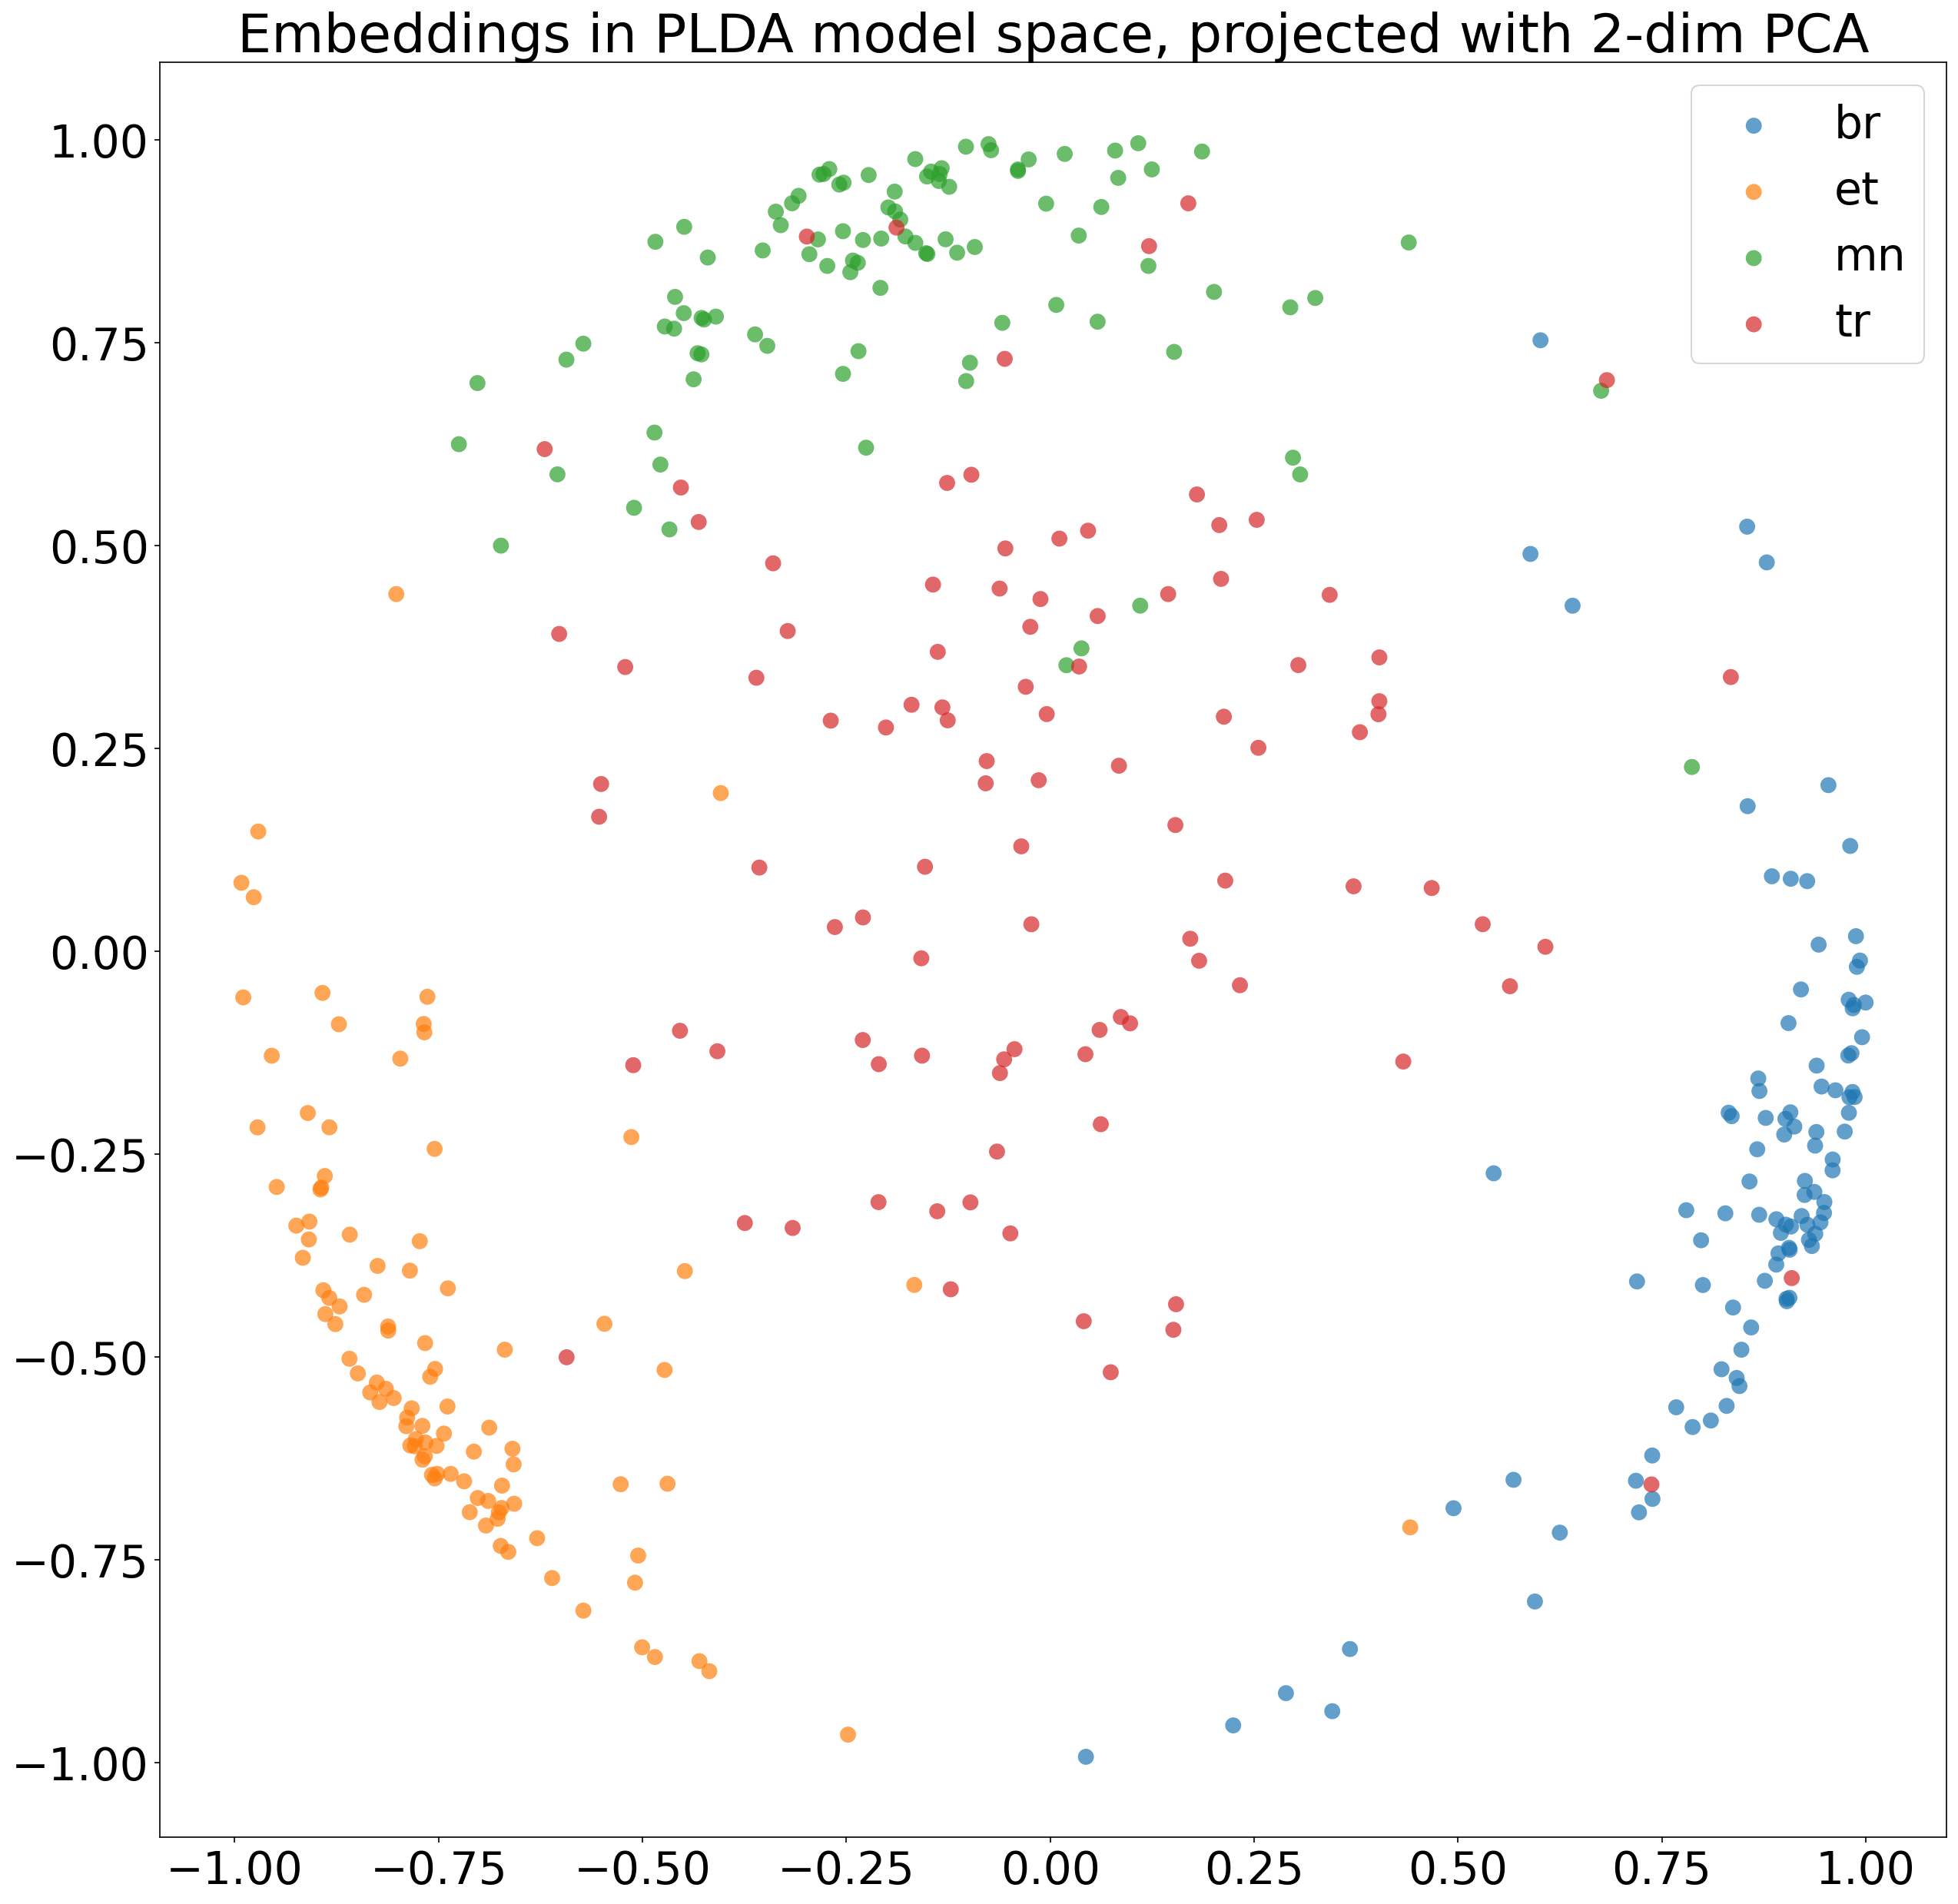 Embeddings in PLDA model space, projected with 2-dim PCA
br
et
mn
tr
1.00
0.75
0.50
0.25
0.00
−0.25
−0.50
−0.75
−1.00
−1.00 −0.75 −0.50 −0.25 0.00 0.25 0.50 0.75 1.00